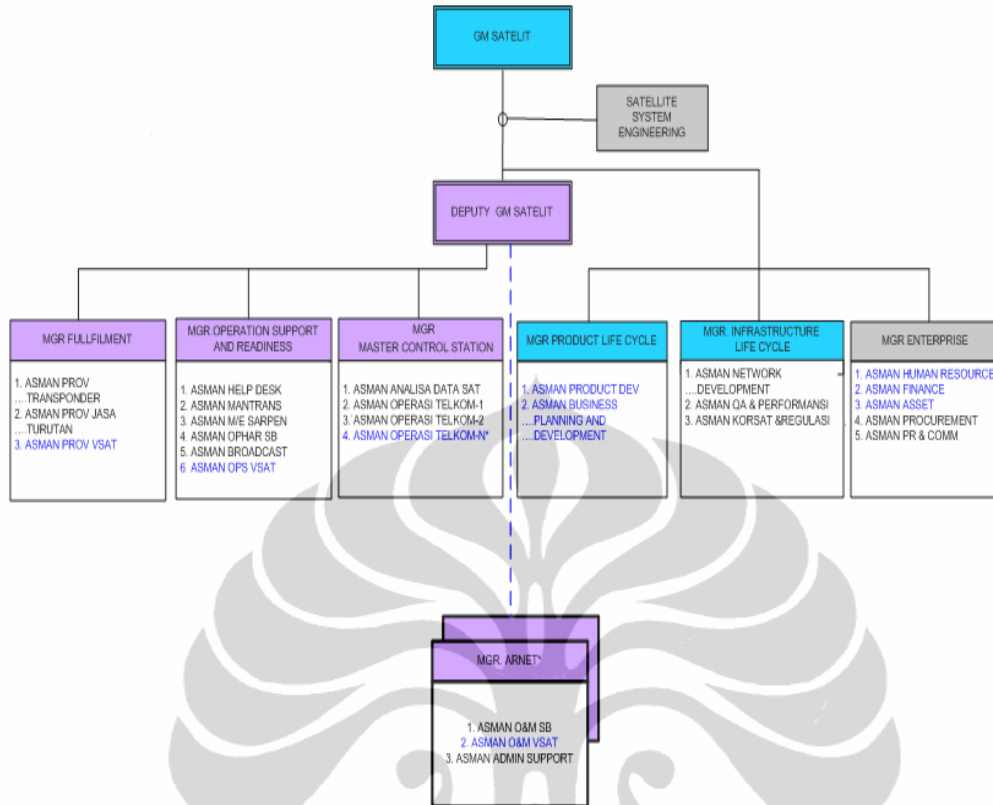 GM SATELIT
SATELLITE
SYSTEM
ENGINEERING
DEPUTY GM SATELIT
MGR FULLFILMENT
1. ASMAN PROV
....TRANSPONDER
2. ASMAN PROV JASA
....TURUTAN
3. ASMAN PROV VSAT
MGR.OPERATION SUPPORT
AND READINESS
1. ASMAN HELP DESK
2. ASMAN MANTRANS
3. ASMAN M/E SARPEN
4. ASMAN OPHAR SB
5. ASMAN BROADCAST
6. ASMAN OPS VSAT
MGR
MASTER CONTROL STATION
1. ASMAN ANALISA DATA SAT
2. ASMAN OPERASI TELKOM-1
3. ASMAN OPERASI TELKOM-2
4. ASMAN OPERASI TELKOM-N*
MGR PRODUCT LIFE CYCLE
1. ASMAN PRODUCT DEV
2. ASMAN BUSINESS
....PLANNING AND
....DEVELOPMENT
MGR. INFRASTRUCTURE
LIFE CYCLE
1. ASMAN NETWORK
....DEVELOPMENT
2. ASMAN QA & PERFORMANSI
3. ASMAN KORSAT &REGULASI
MGR ENTERPRISE
1. ASMAN HUMAN RESOURCE
2. ASMAN FINANCE
3. ASMAN ASSET
4. ASMAN PROCUREMENT
5. ASMAN PR & COMM
MGR. ARNET*
1. ASMAN O&M SB
2. ASMAN O&M VSAT
3. ASMAN ADMIN SUPPORT